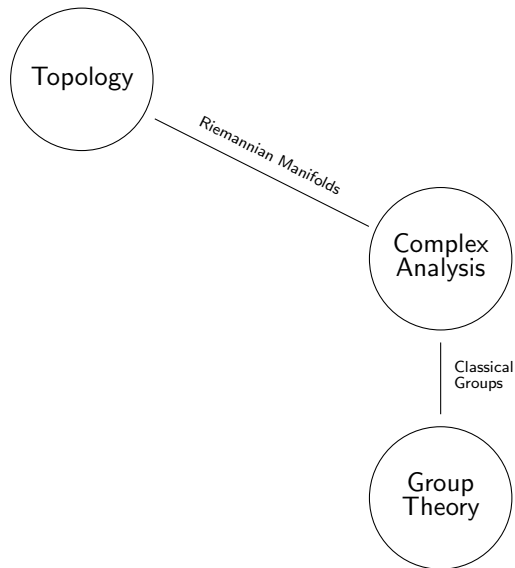 Topology
Riemannian Manifolds
Complex
Analysis
Classical
Groups
Group
Theory